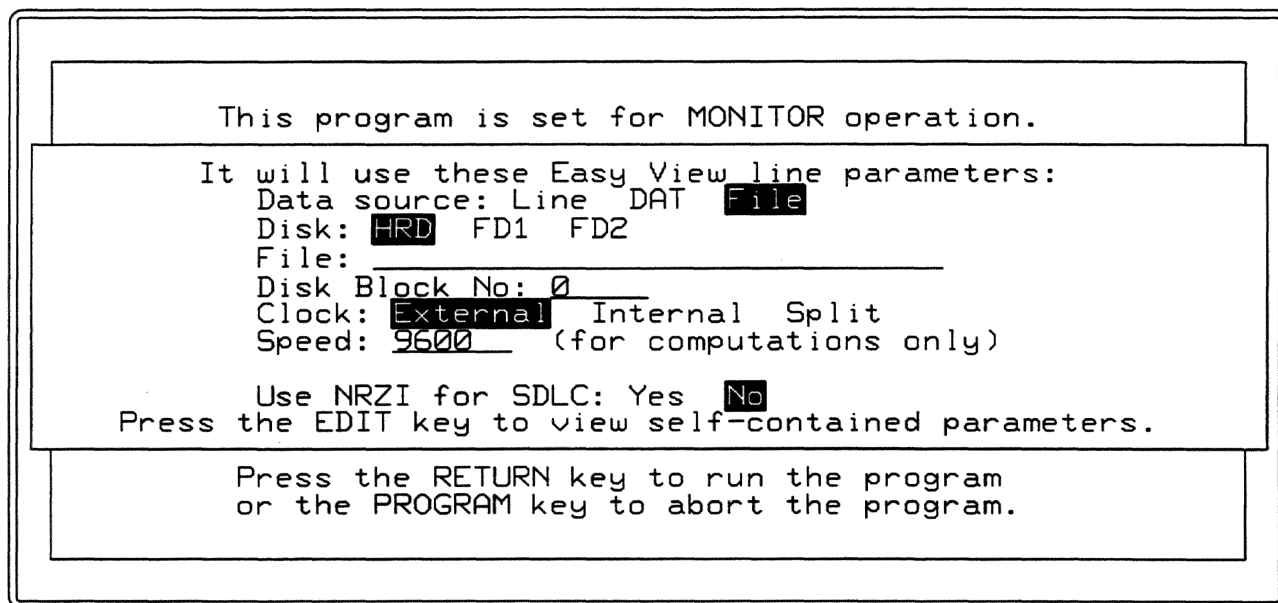 This program is set for MONITOR operation.
It will use these Easy View line parameters:
Data source: Line DAT File
Disk: HRD FD1 FD2
File:
Disk Block No: 0
Clock: External Internal Split
Speed: 9600 (for computations only)
Use NRZI for SDLC: Yes No
Press the EDIT key to view self-contained parameters.
Press the RETURN key to run the program
or the PROGRAM key to abort the program.